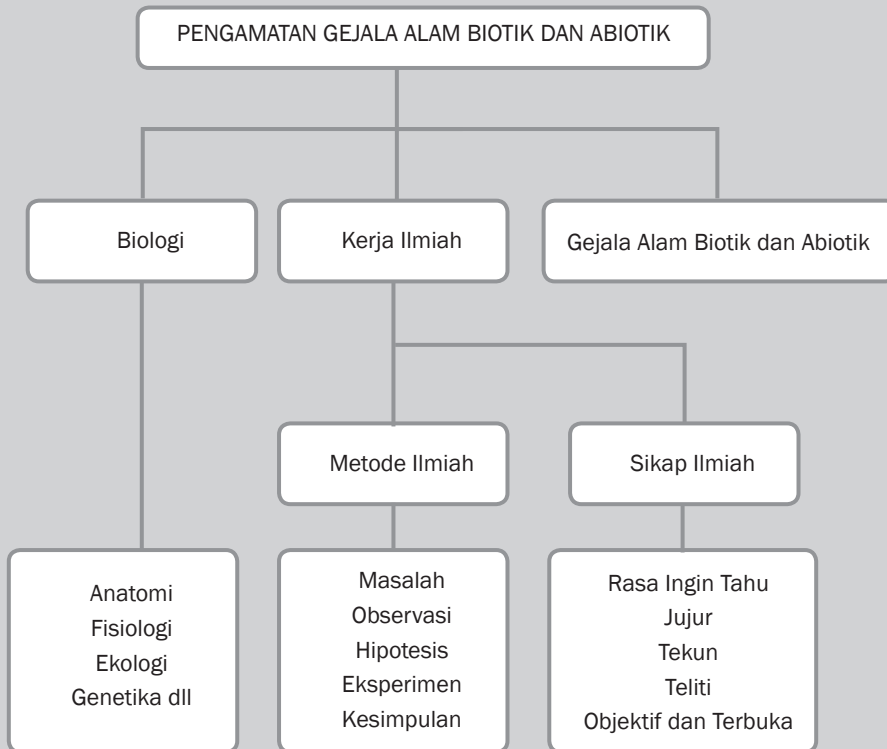 PENGAMATAN GEJALA ALAM BIOTIK DAN ABIOTIK
Biologi
Kerja Ilmiah
Gejala Alam Biotik dan Abiotik
Metode Ilmiah
Sikap Ilmiah
Anatomi
Fisiologi
Ekologi
Genetika dll
Masalah
Observasi
Hipotesis
Eksperimen
Kesimpulan
Rasa Ingin Tahu
Jujur
Tekun
Teliti
Objektif dan Terbuka